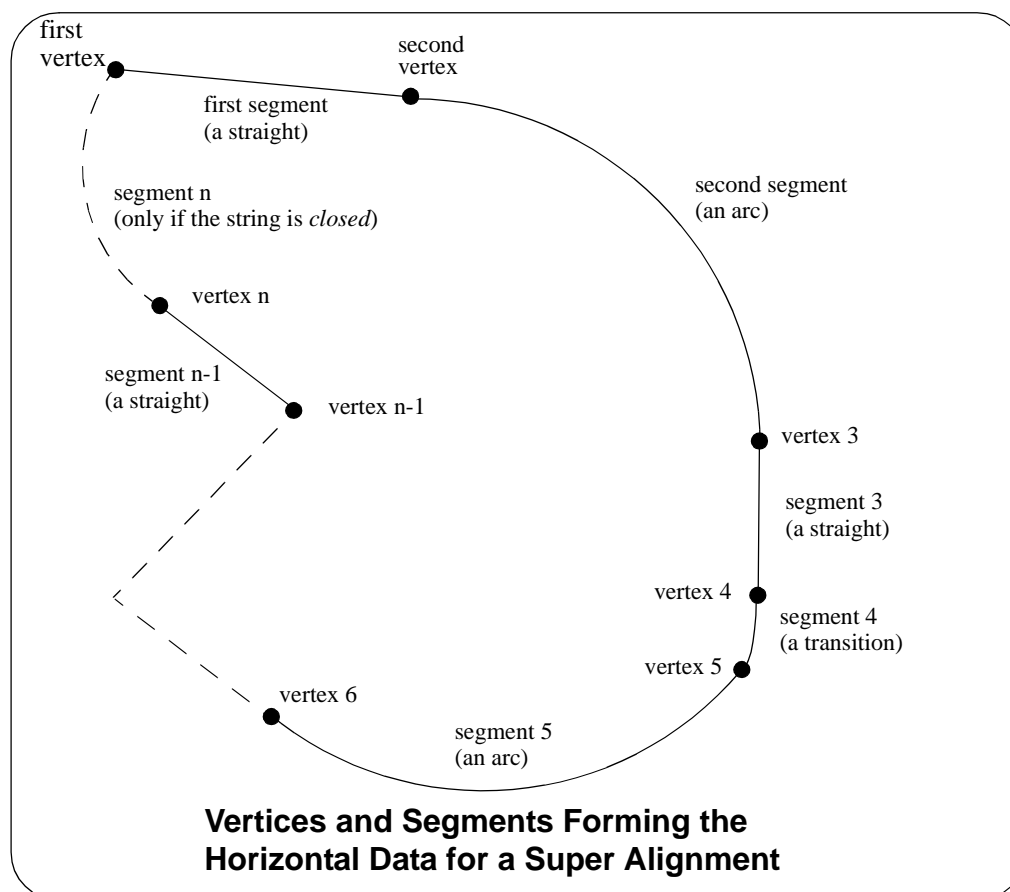 first
vertex
second
vertex
first segment
(a straight)
second segment
(an arc)
segment n
(only if the string is closed)
vertex n
segment n-1
(a straight)
vertex n-1
vertex 3
segment 3
(a straight)
vertex 4
segment 4
(a transition)
vertex 5
vertex 6
segment 5
(an arc)
Vertices and Segments Forming the
Horizontal Data for a Super Alignment